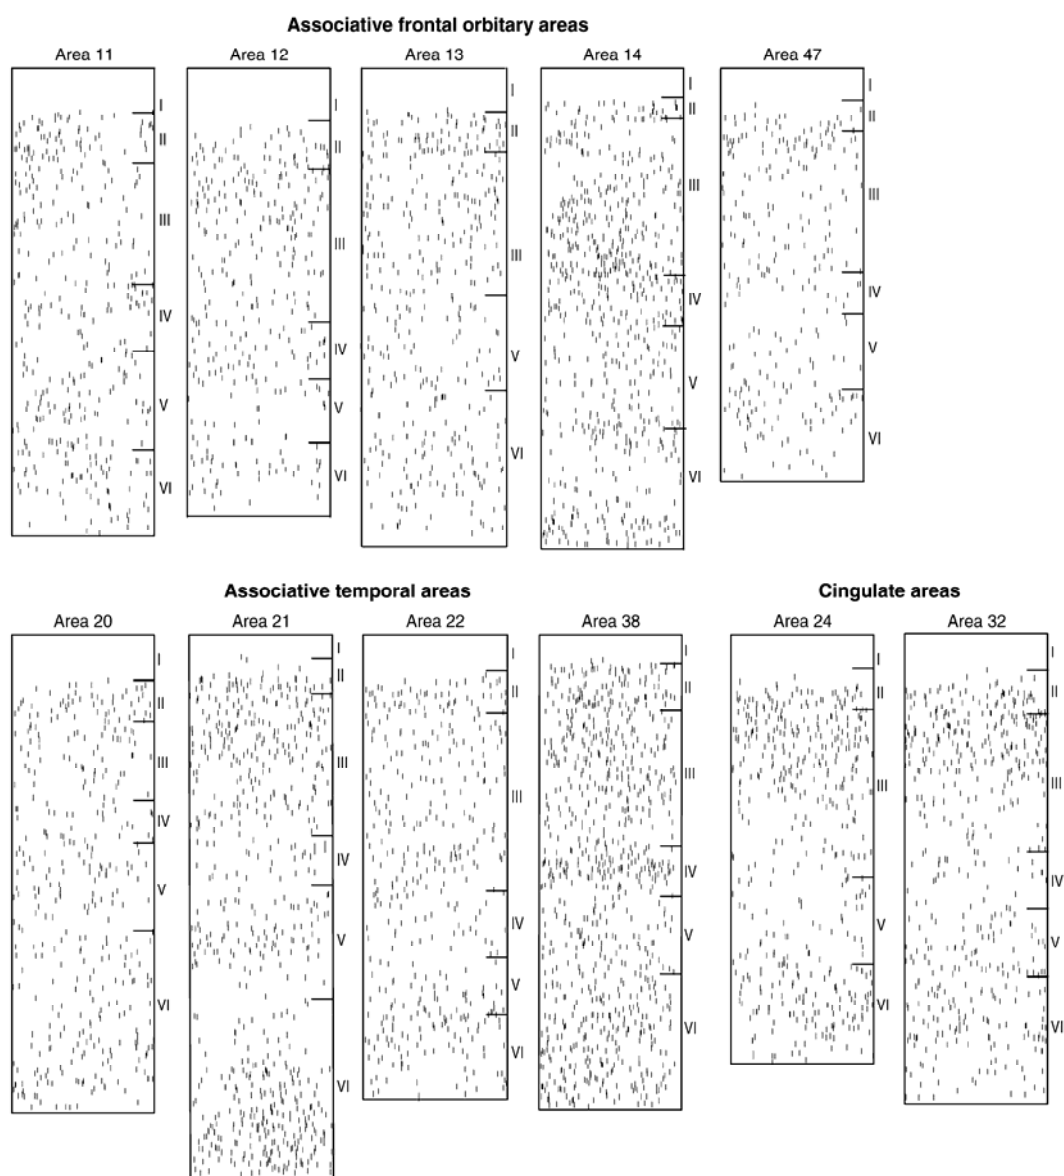 Associative frontal orbitary areas
Area 11 Area 12 Area 13 Area 14 Area 47
I
II
III
IV
V
VI
I
II
III
IV
V
VI
I
II
III
V
VI
I
II
III
IV
V
VI
I
II
III
IV
V
VI
Associative temporal areas Cingulate areas
Area 20 Area 21 Area 22 Area 38 Area 24 Area 32
I
II
III
IV
V
VI
I
II
III
IV
V
VI
I
II
III
IV
V
VI
I
II
III
IV
V
VI
I
II
III
V
VI
I
II
III
IV
V
VI